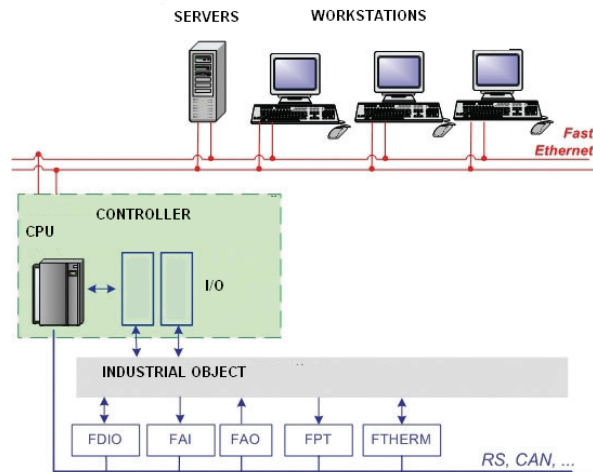 SERVERS
WORKSTATIONS
Fast
Ethernet
CONTROLLER
CPU
I/O
INDUSTRIAL OBJECT
FDIO
FAI
FAO
FPT
FTHERM
RS, CAN, ...